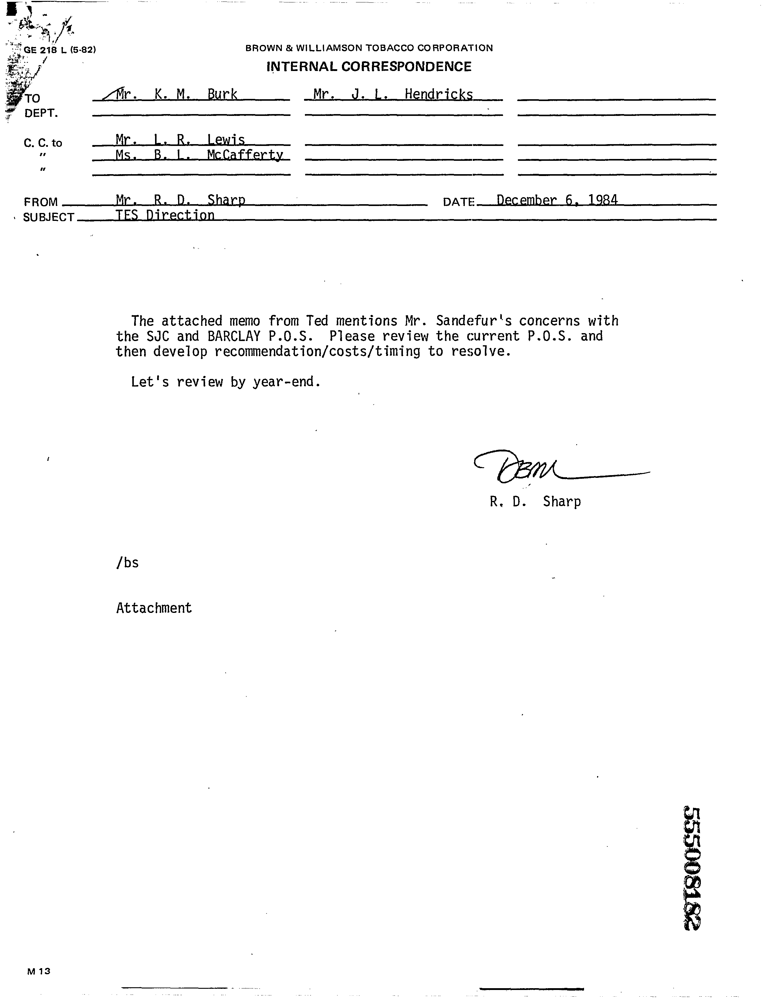 GE 218 L (5-82)
BROWN & WILLIAMSON TOBACCO CORPORATION
INTERNAL CORRESPONDENCE
TO Mr. K. M. Burk Mr. J. L. Hendricks
DEPT.
C. C. to Mr. L. R. Lewis
" Ms. B. L. McCafferty
"
FROM Mr. R. D. Sharp DATE December 6, 1984
SUBJECT TES Direction
The attached memo from Ted mentions Mr. Sandefur's concerns with
the SJC and BARCLAY P.O.S. Please review the current P.O.S. and
then develop recommendation/costs/timing to resolve.
Let's review by year-end.
R. D. Sharp
/bs
Attachment
555008182
M 13